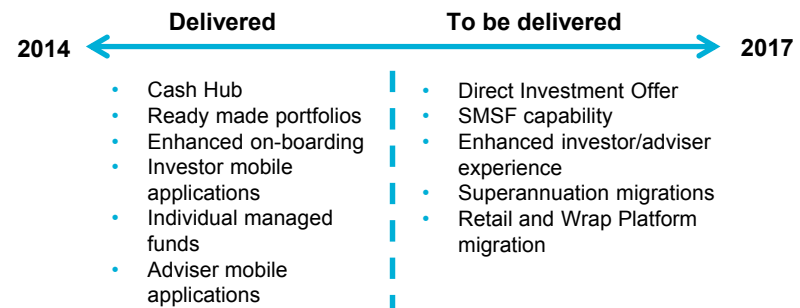 Delivered
To be delivered
2014
2017
• Cash Hub
• Ready made portfolios
• Enhanced on-boarding
• Investor mobile
applications
• Individual managed
funds
• Adviser mobile
applications
• Direct Investment Offer
• SMSF capability
• Enhanced investor/adviser
experience
• Superannuation migrations
• Retail and Wrap Platform
migration